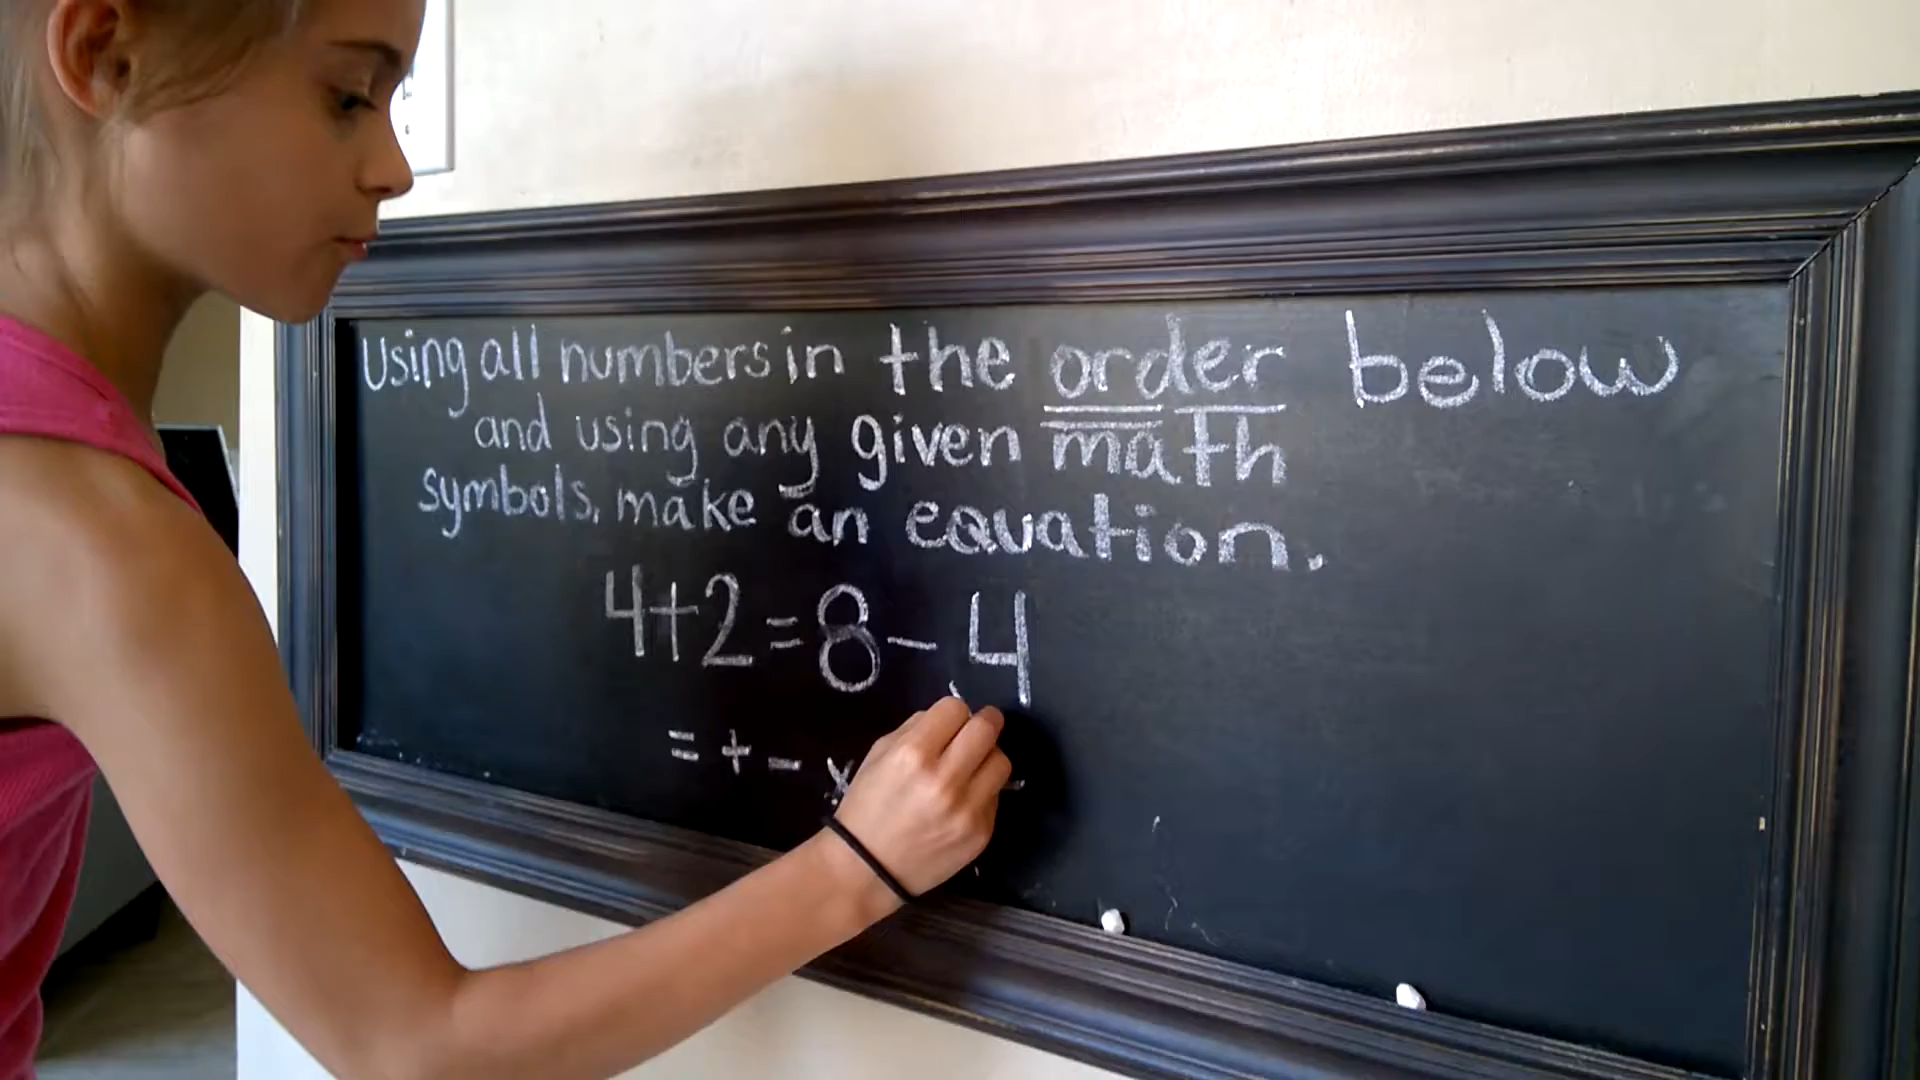 Using all numbers in the order below
and using any given math
symbols, make an equation.
4+2=8-4
= + - x